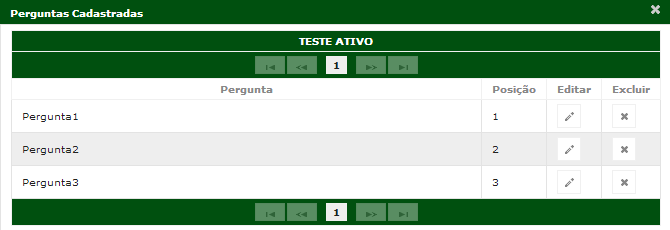 Perguntas Cadastradas
TESTE ATIVO
1
Pergunta Posição Editar Excluir
Pergunta1 1
Pergunta2 2
Pergunta3 3
1